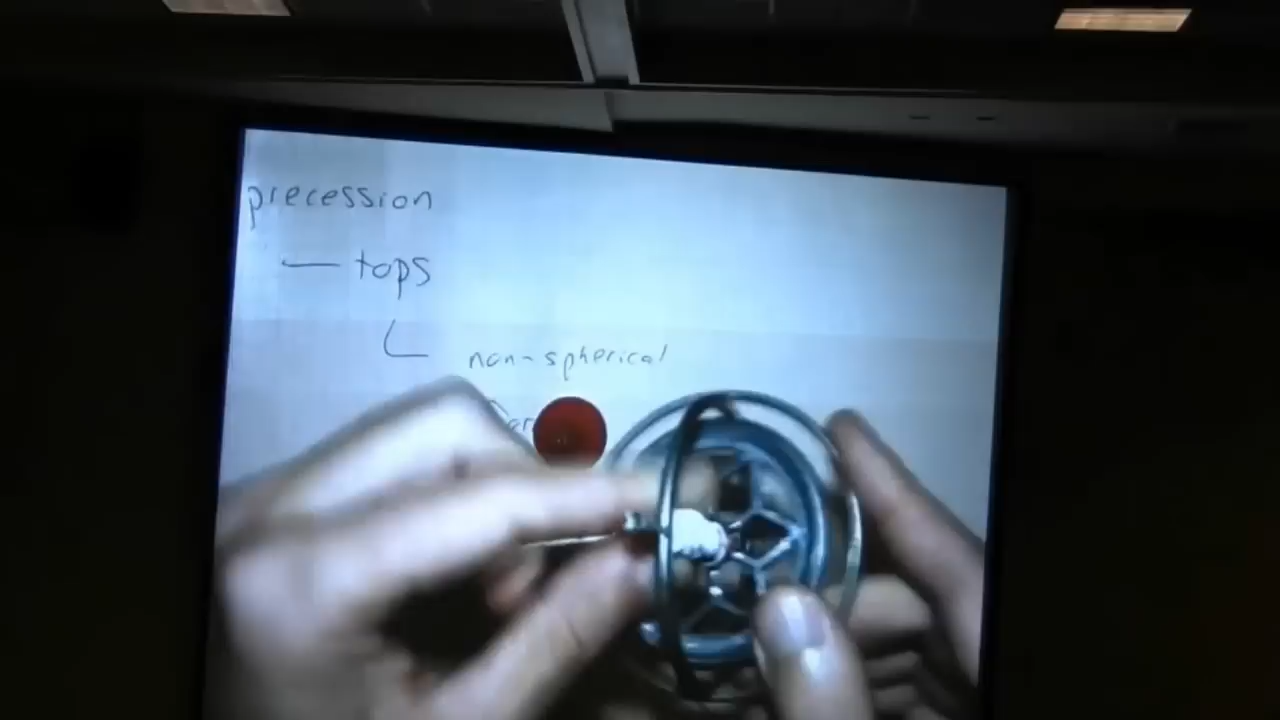 precession
— tops
non-spherical